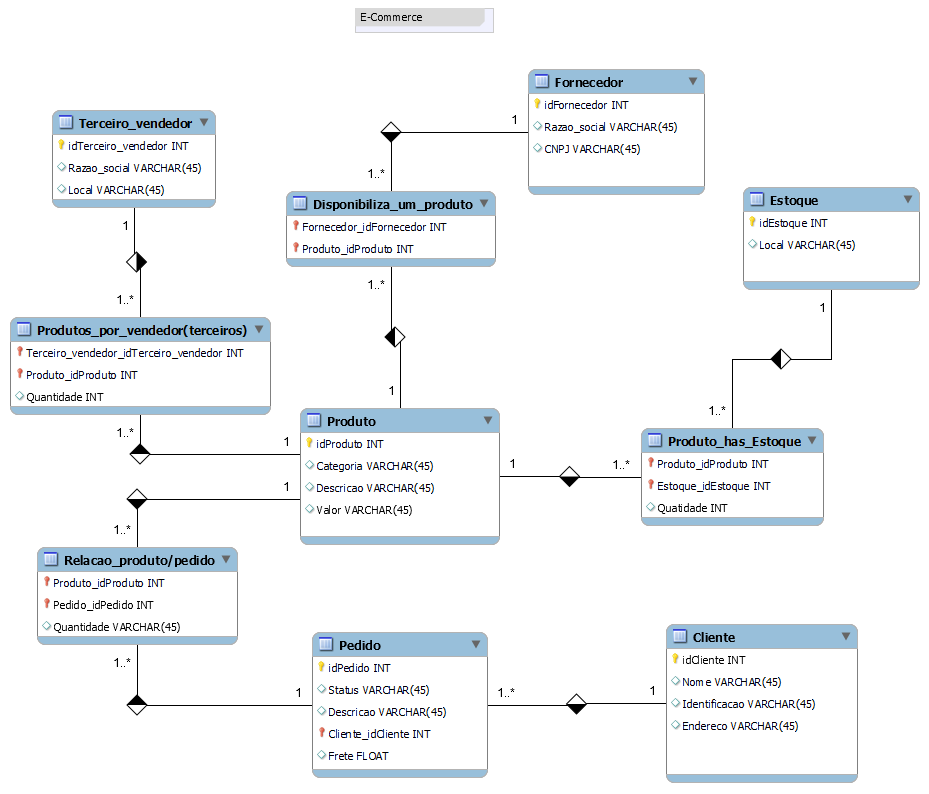 E-Commerce
Fornecedor
idFornecedor INT
Razao_social VARCHAR(45)
CNPJ VARCHAR(45)
1
1..*
Terceiro_vendedor
idTerceiro_vendedor INT
Razao_social VARCHAR(45)
Local VARCHAR(45)
1
1..*
Disponibiliza_um_produto
Fornecedor_idFornecedor INT
Produto_idProduto INT
1..*
1
Estoque
idEstoque INT
Local VARCHAR(45)
1
1..*
Produtos_por_vendedor(terceiros)
Terceiro_vendedor_idTerceiro_vendedor INT
Produto_idProduto INT
Quantidade INT
1..*
1
Produto
idProduto INT
Categoria VARCHAR(45)
Descricao VARCHAR(45)
Valor VARCHAR(45)
1
1..*
Produto_has_Estoque
Produto_idProduto INT
Estoque_idEstoque INT
Quatidade INT
1
1..*
Relacao_produto/pedido
Produto_idProduto INT
Pedido_idPedido INT
Quantidade VARCHAR(45)
1..*
1
Pedido
idPedido INT
Status VARCHAR(45)
Descricao VARCHAR(45)
Cliente_idCliente INT
Frete FLOAT
1..*
1
Cliente
idCliente INT
Nome VARCHAR(45)
Identificacao VARCHAR(45)
Endereco VARCHAR(45)